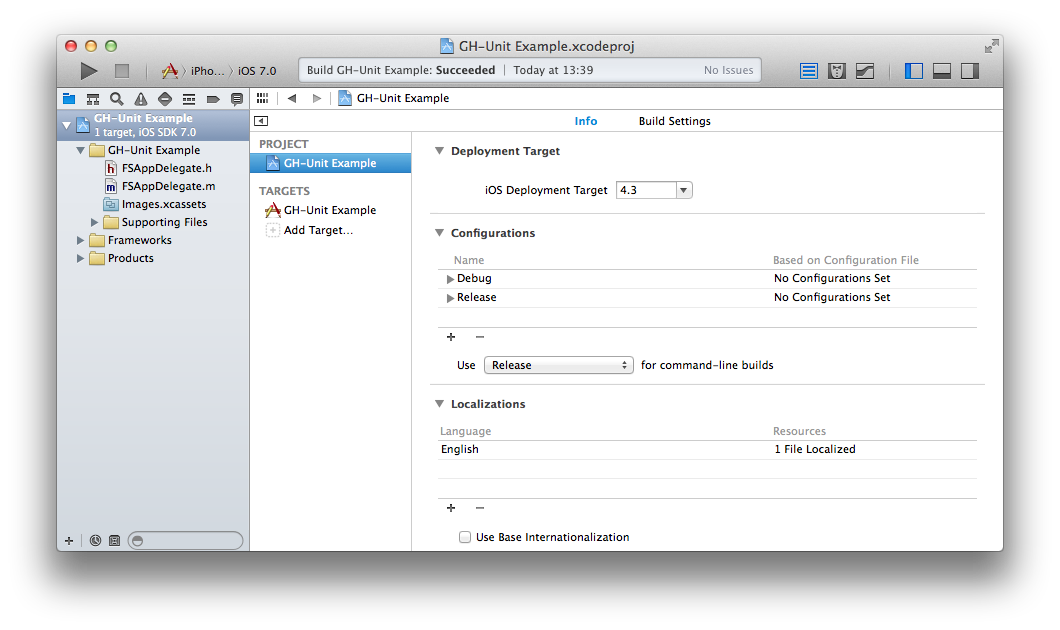 GH-Unit Example.xcodeproj
iPho... iOS 7.0
Build GH-Unit Example: Succeeded | Today at 13:39 No Issues
GH-Unit Example
GH-Unit Example
1 target, iOS SDK 7.0
GH-Unit Example
FSAppDelegate.h
FSAppDelegate.m
Images.xcassets
Supporting Files
Frameworks
Products
PROJECT
GH-Unit Example
TARGETS
GH-Unit Example
Add Target...
Info Build Settings
Deployment Target
iOS Deployment Target 4.3
Configurations
Name Based on Configuration File
Debug No Configurations Set
Release No Configurations Set
+ −
Use Release for command-line builds
Localizations
Language Resources
English 1 File Localized
+ −
Use Base Internationalization